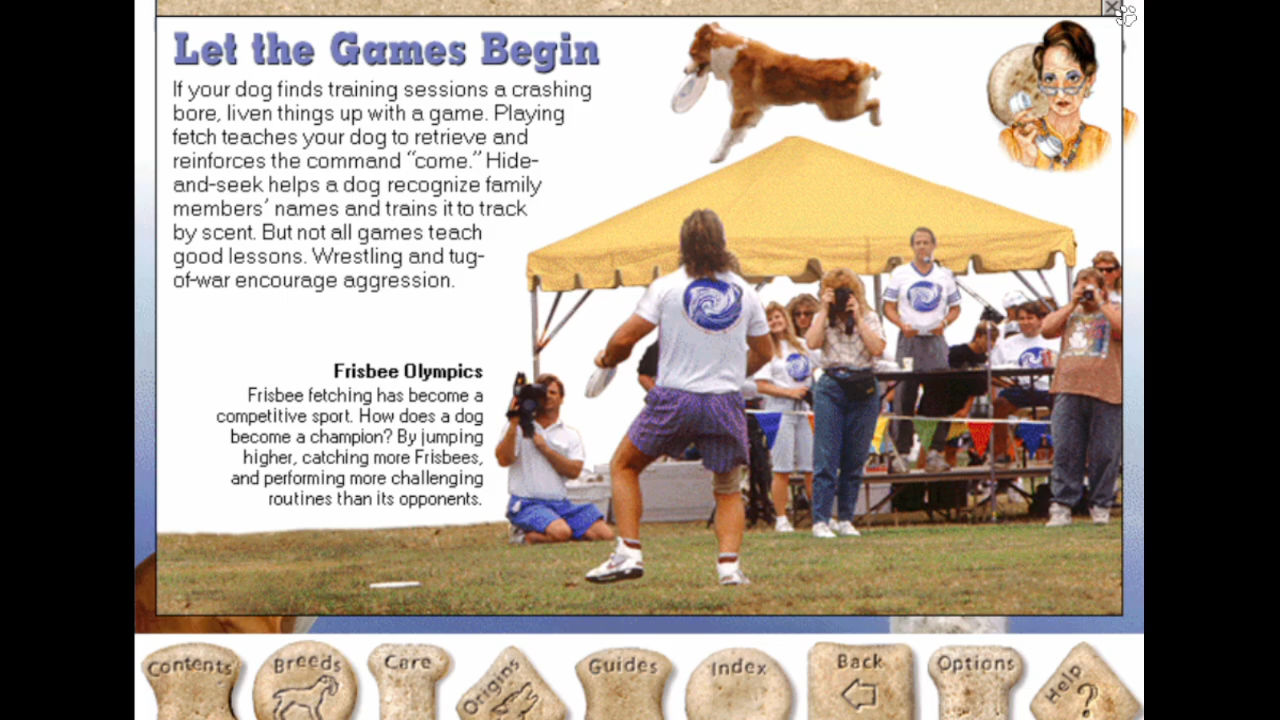 Let the Games Begin
If your dog finds training sessions a crashing
bore, liven things up with a game. Playing
fetch teaches your dog to retrieve and
reinforces the command “come.” Hide-
and-seek helps a dog recognize family
members’ names and trains it to track
by scent. But not all games teach
good lessons. Wrestling and tug-
of-war encourage aggression.
Frisbee Olympics
Frisbee fetching has become a
competitive sport. How does a dog
become a champion? By jumping
higher, catching more Frisbees,
and performing more challenging
routines than its opponents.
Contents
Breeds
Care
Origins
Guides
Index
Back
Options
Help
?